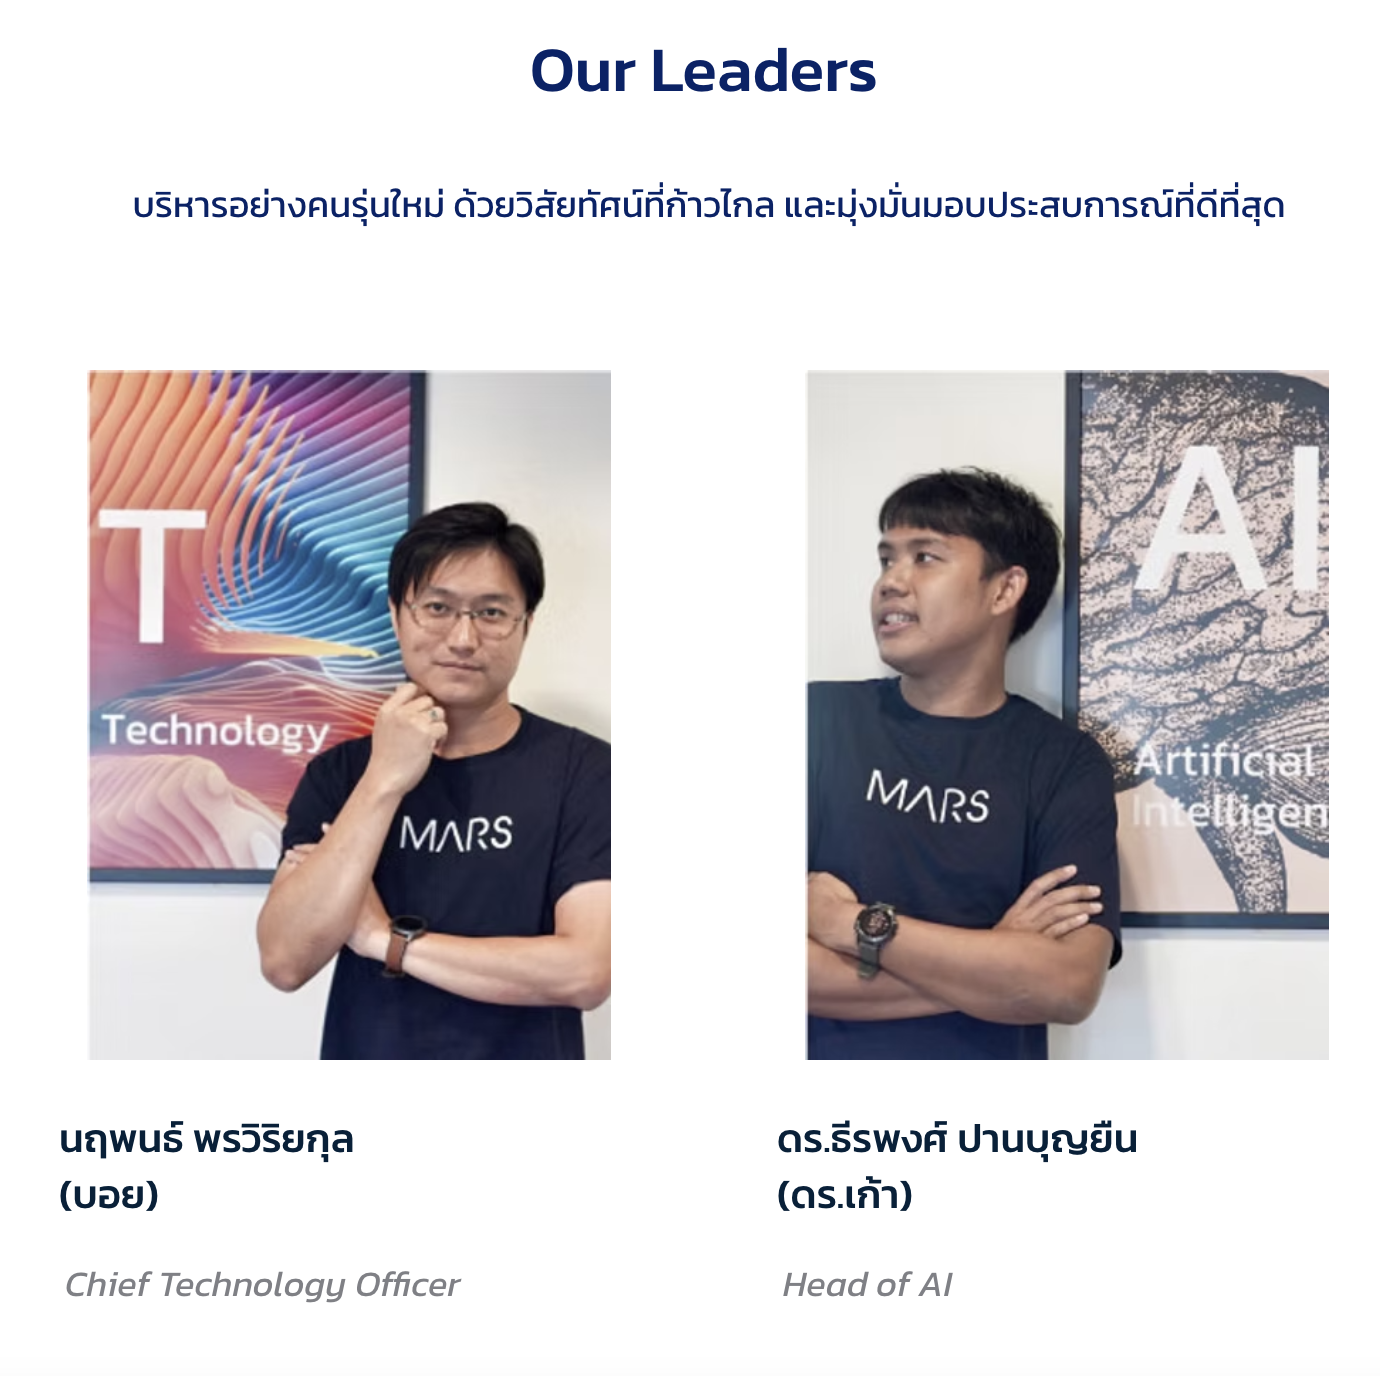 Our Leaders
บริหารอย่างคนรุ่นใหม่ ด้วยวิสัยทัศน์ที่ก้าวไกล และมุ่งมั่นมอบประสบการณ์ที่ดีที่สุด
T
Technology
MARS
AI
Artificial
Intelligen
MARS
นฤพนธ์ พรวิริยกุล
(บอย)
Chief Technology Officer
ดร.ธีรพงศ์ ปานบุญยืน
(ดร.เก้า)
Head of AI